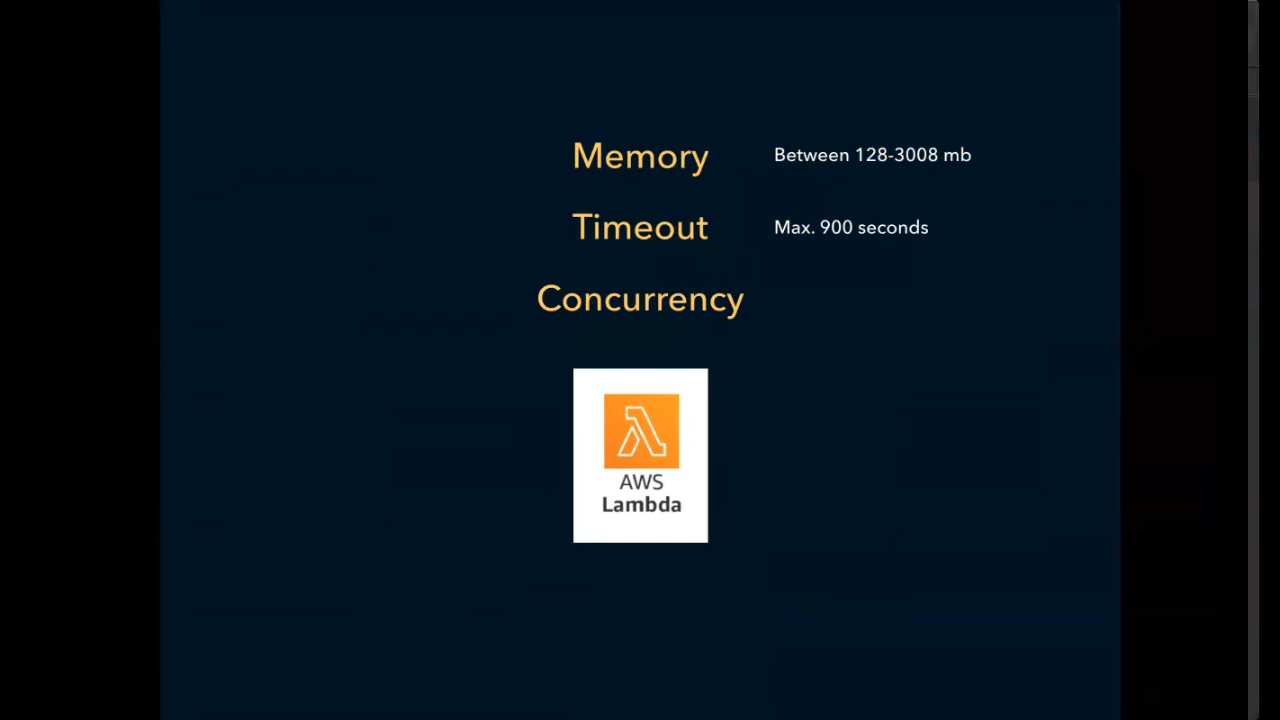 Memory
Between 128-3008 mb
Timeout
Max. 900 seconds
Concurrency
AWS
Lambda